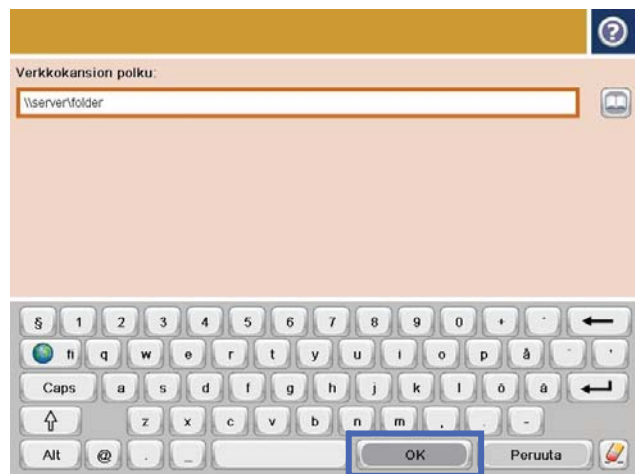 ?
Verkkokansion polku:
\\server\folder
§ 1 2 3 4 5 6 7 8 9 0 +
fi q w e r t y u i o p å
Caps a s d f g h j k l ö ä
z x c v b n m , . -
Alt @ . _ OK Peruuta